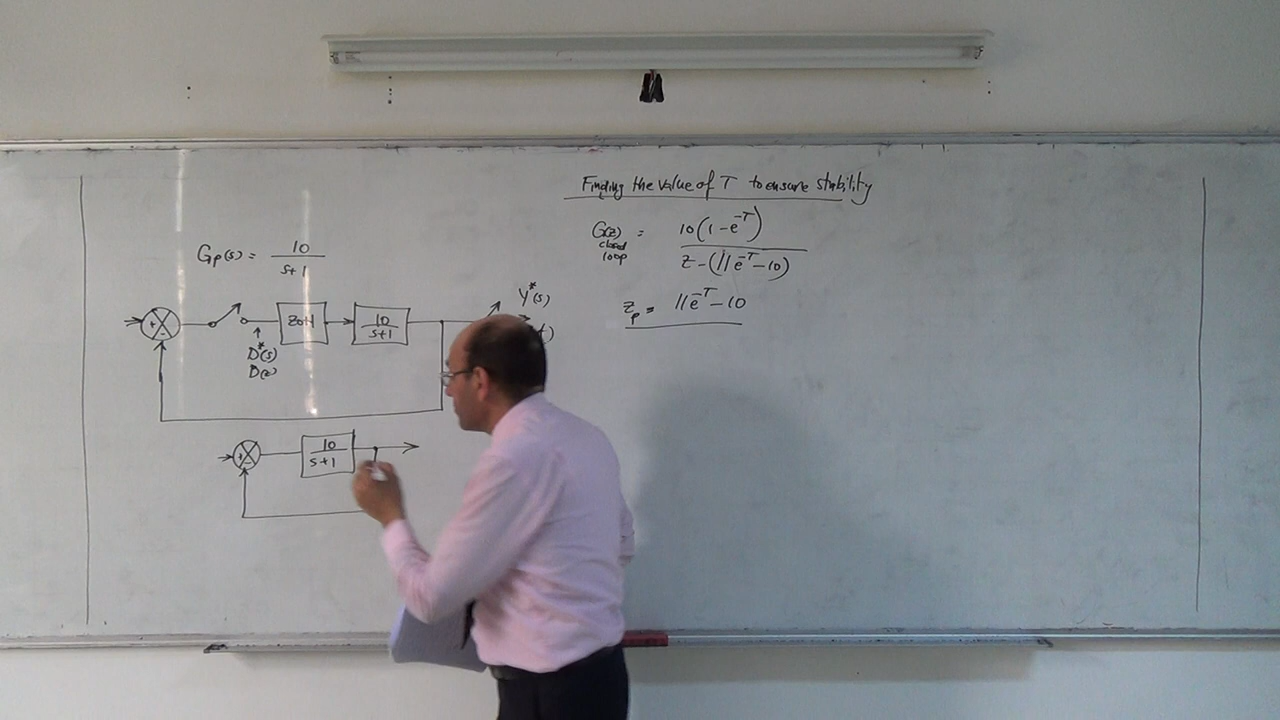 Finding the value of T to ensure stability
G(z) closed loop = 10(1-e^-T) / z-(11e^-T-10)
z_p = 11e^-T-10
G_p(s) = 10 / s+1
Y*(s)
+ - ZOH 10 / s+1
t)
D*(s)
D(z)
+ - 10 / s+1